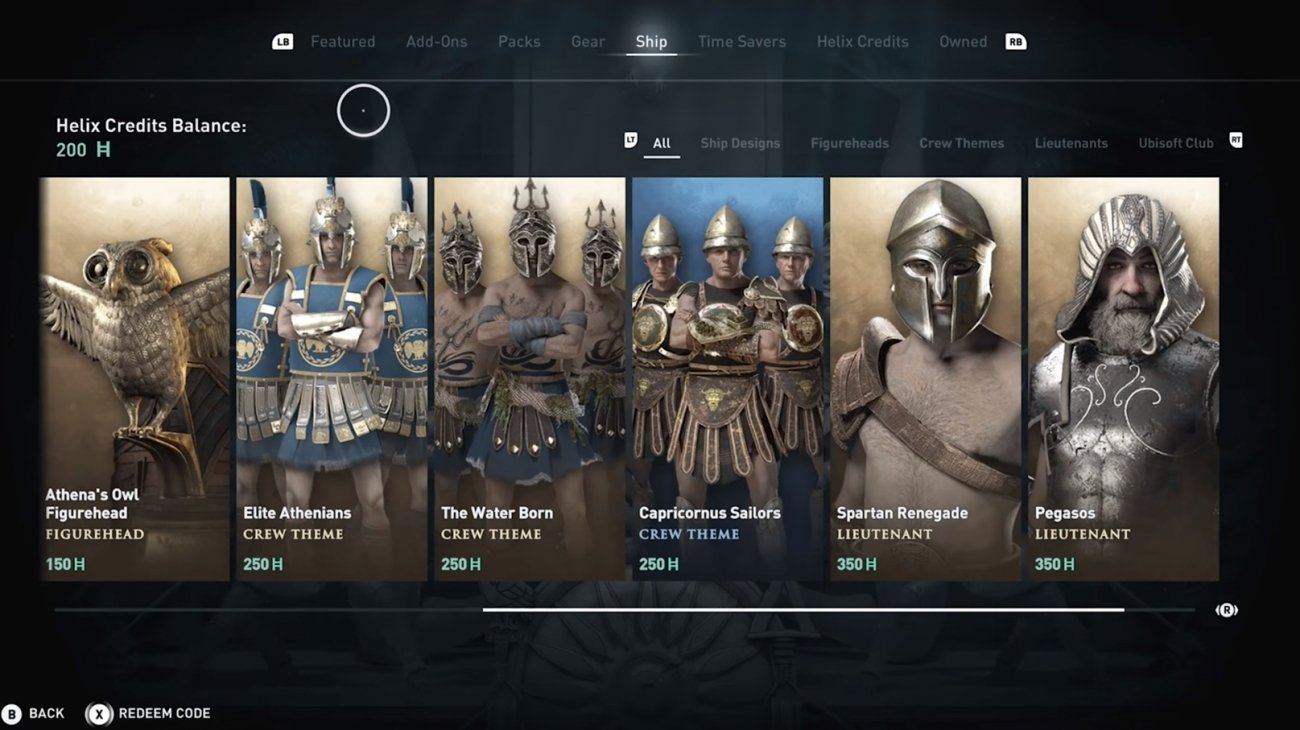 LB Featured Add-Ons Packs Gear Ship Time Savers Helix Credits Owned RB
Helix Credits Balance:
200
LT All Ship Designs Figureheads Crew Themes Lieutenants Ubisoft Club RT
Athena's Owl
Figurehead
FIGUREHEAD
150
Elite Athenians
CREW THEME
250
The Water Born
CREW THEME
250
Capricornus Sailors
CREW THEME
250
Spartan Renegade
LIEUTENANT
350
Pegasos
LIEUTENANT
350
R
B BACK X REDEEM CODE